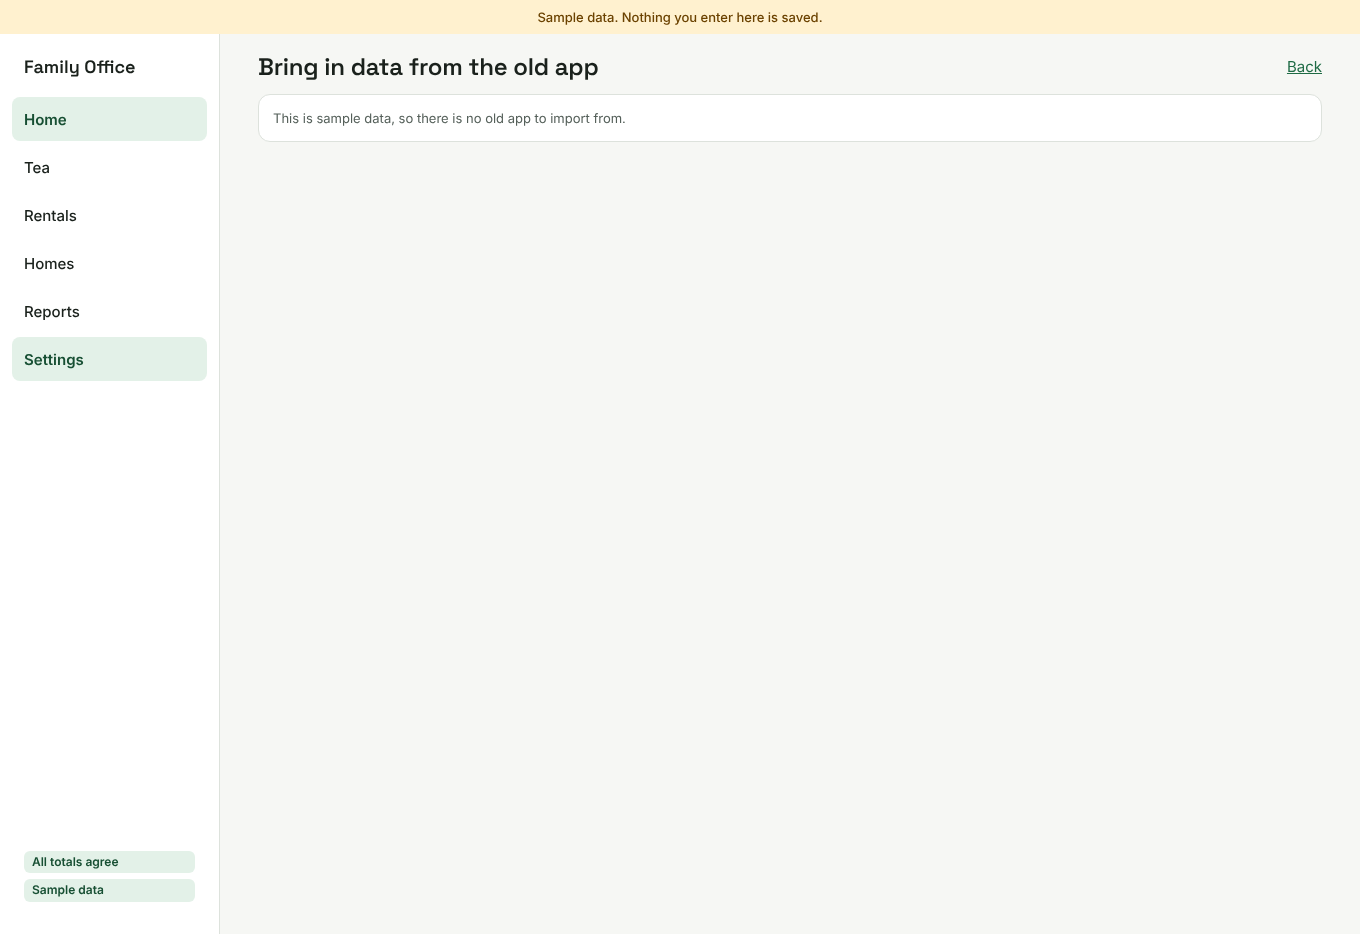 Sample data. Nothing you enter here is saved.
Family Office
Home
Tea
Rentals
Homes
Reports
Settings
All totals agree
Sample data
Bring in data from the old app
Back
This is sample data, so there is no old app to import from.